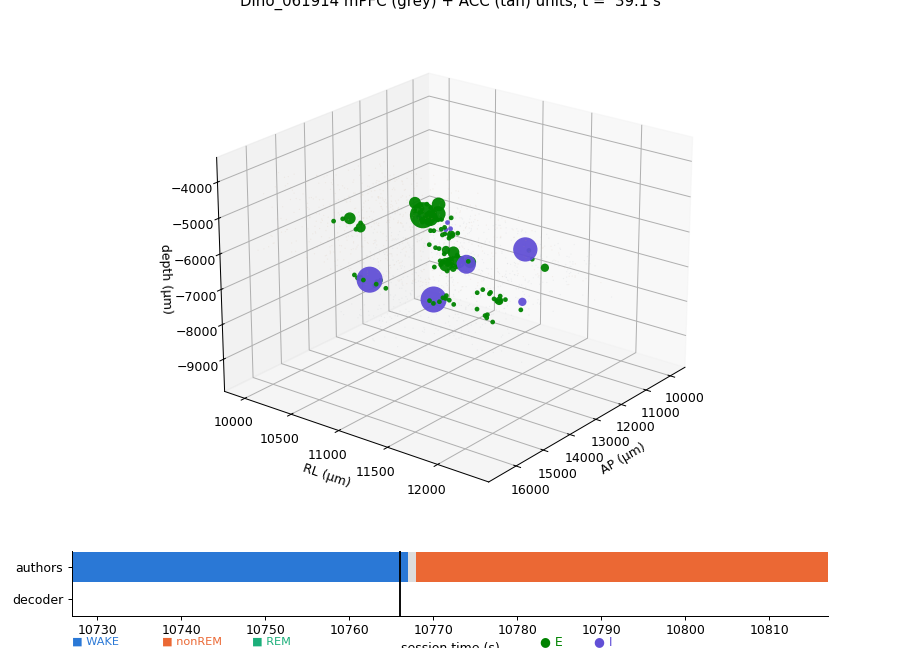 Dino_061914 mPFC (grey) + ACC (tan) units, t = 39.1 s
−4000
−5000
−6000
−7000
−8000
−9000
depth (μm)
10000
10500
11000
11500
12000
RL (μm)
10000
11000
12000
13000
14000
15000
16000
AP (μm)
authors
decoder
10730 10740 10750 10760 10770 10780 10790 10800 10810
session time (s)
WAKE nonREM REM E I